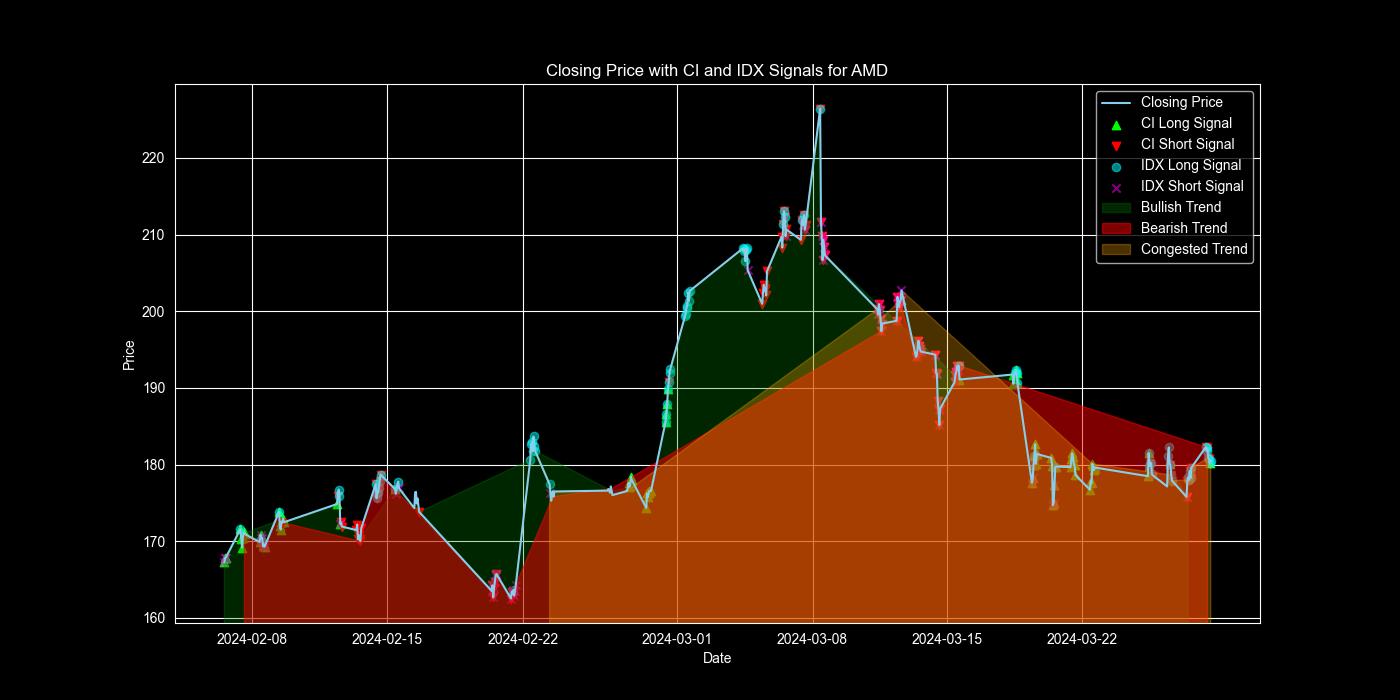 Closing Price with CI and IDX Signals for AMD
Closing Price
CI Long Signal
CI Short Signal
IDX Long Signal
IDX Short Signal
Bullish Trend
Bearish Trend
Congested Trend
Price
220
210
200
190
180
170
160
2024-02-08
2024-02-15
2024-02-22
2024-03-01
2024-03-08
2024-03-15
2024-03-22
Date